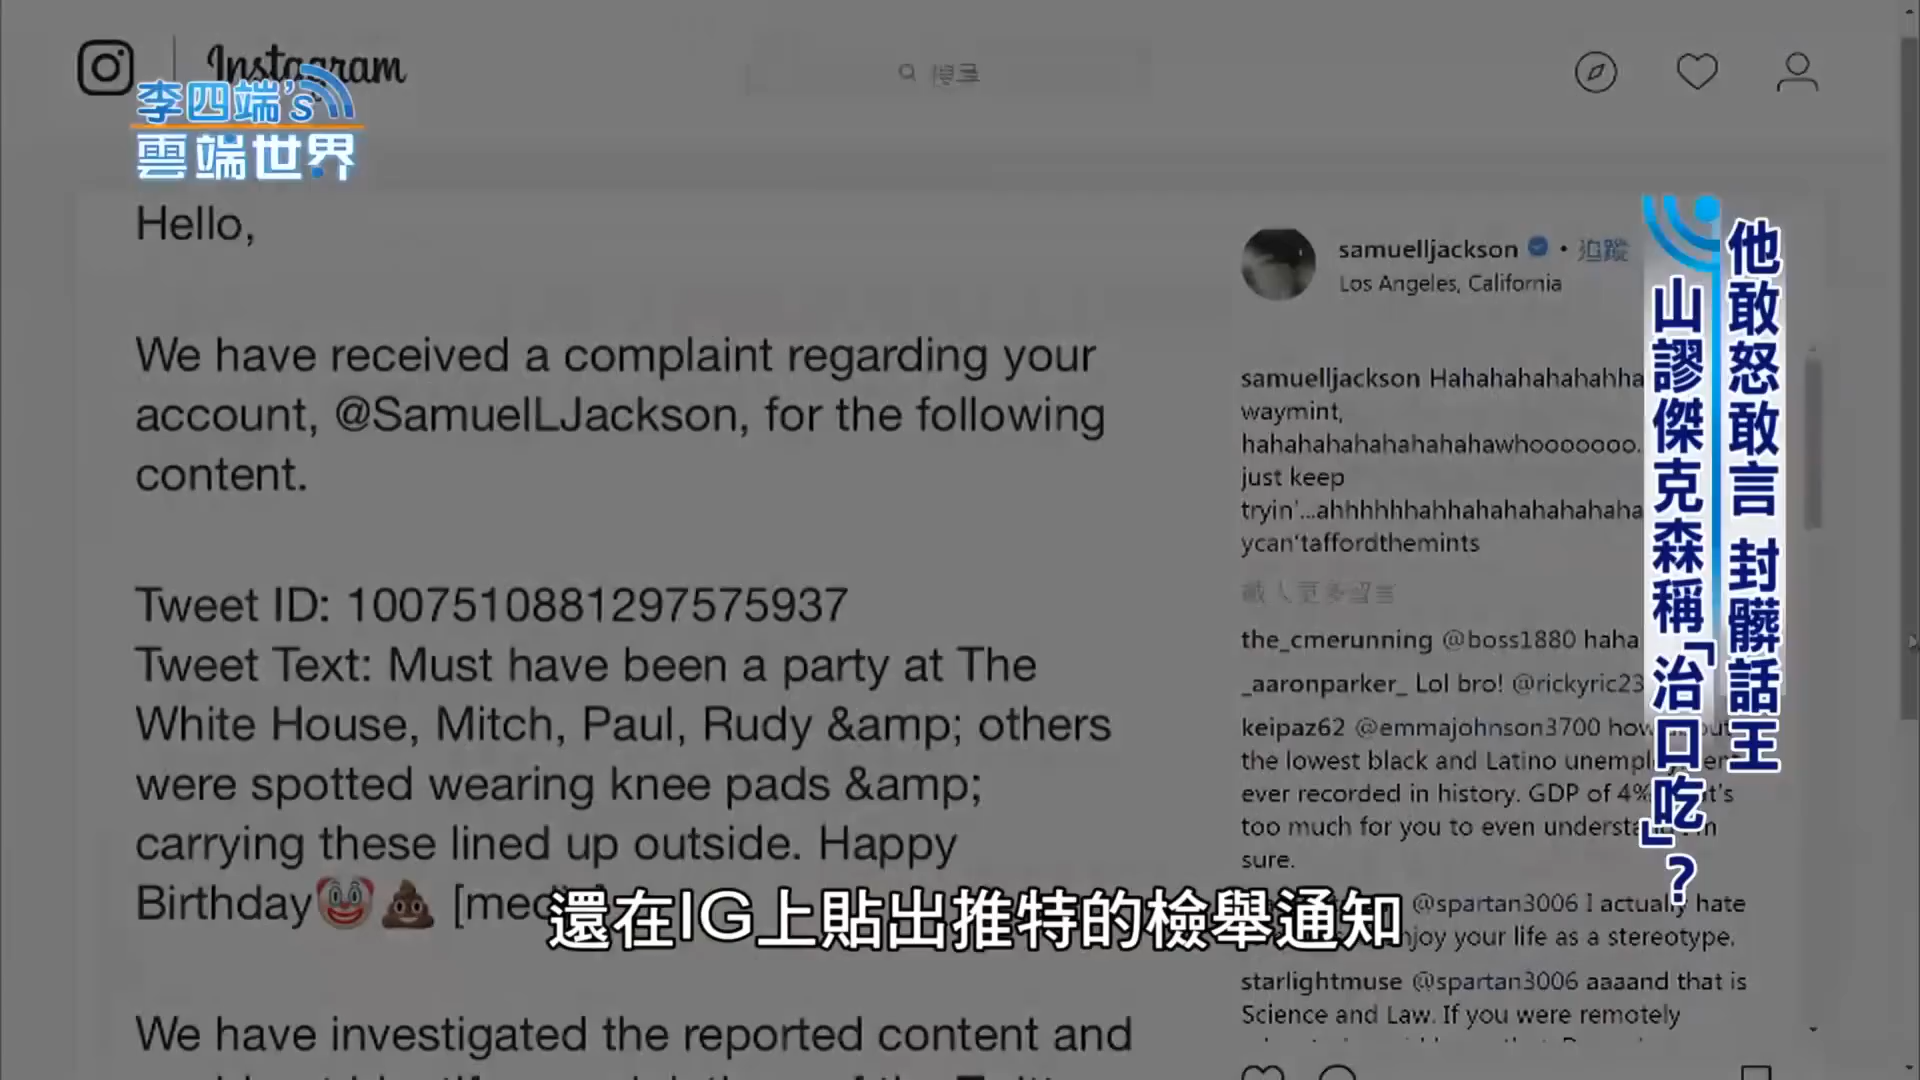 Instagram
搜尋
李四端's
雲端世界
Hello,
We have received a complaint regarding your
account, @SamuelLJackson, for the following
content.
Tweet ID: 1007510881297575937
Tweet Text: Must have been a party at The
White House, Mitch, Paul, Rudy &amp; others
were spotted wearing knee pads &amp;
carrying these lined up outside. Happy
Birthday🤡💩
We have investigated the reported content and
samuelljackson • 追蹤
Los Angeles, California
samuelljackson Hahahahahahahha
waymint,
hahahahahahahahahawhooooooo.
just keep
tryin'...ahhhhhhahhahahahahahaha
ycan'taffordthemints
the_cmerunning @boss1880 haha
_aaronparker_ Lol bro! @rickyric23
keipaz62 @emmajohnson3700 how
the lowest black and Latino
ever recorded in history. GDP of 4%
too much for you to even
sure.
@spartan3006 I actually hate
enjoy your life as a stereotype.
starlightmuse @spartan3006 aaaand that is
Science and Law. If you were remotely
他敢怒敢言 封髒話王
山謬傑克森稱「治口吃」?
還在IG上貼出推特的檢舉通知